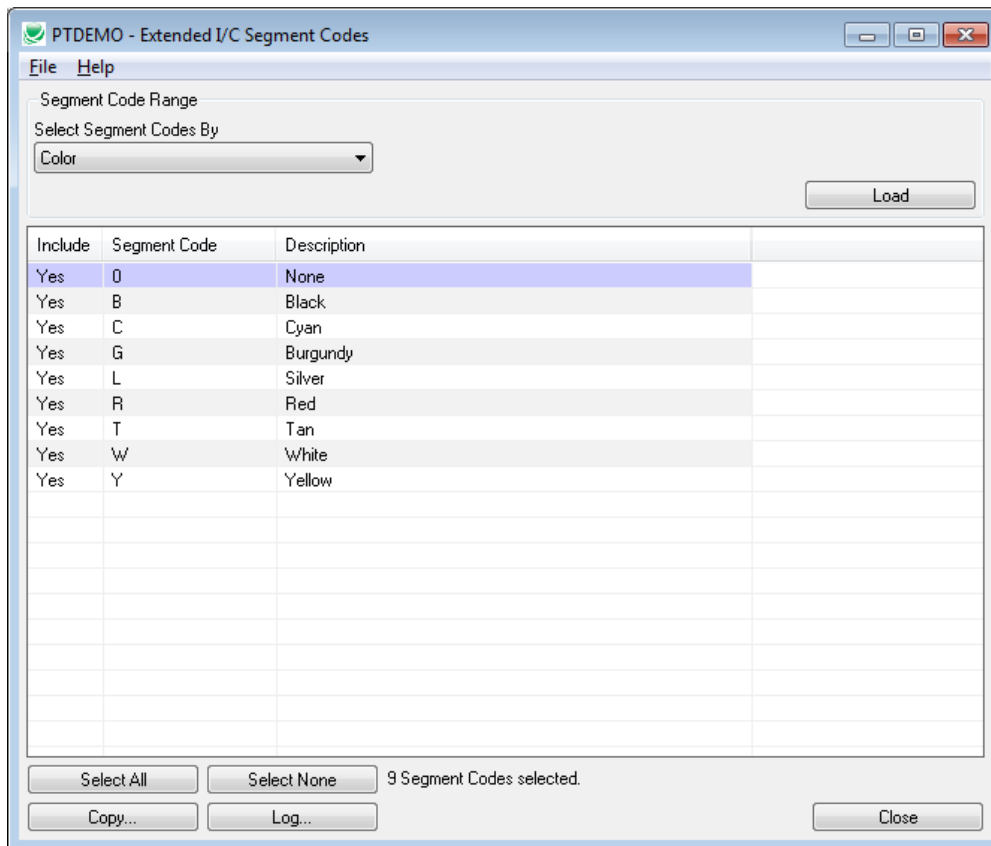 PTDEMO - Extended I/C Segment Codes
File Help
Segment Code Range
Select Segment Codes By
Color
Load
Include Segment Code Description
Yes 0 None
Yes B Black
Yes C Cyan
Yes G Burgundy
Yes L Silver
Yes R Red
Yes T Tan
Yes W White
Yes Y Yellow
Select All Select None 9 Segment Codes selected.
Copy... Log... Close